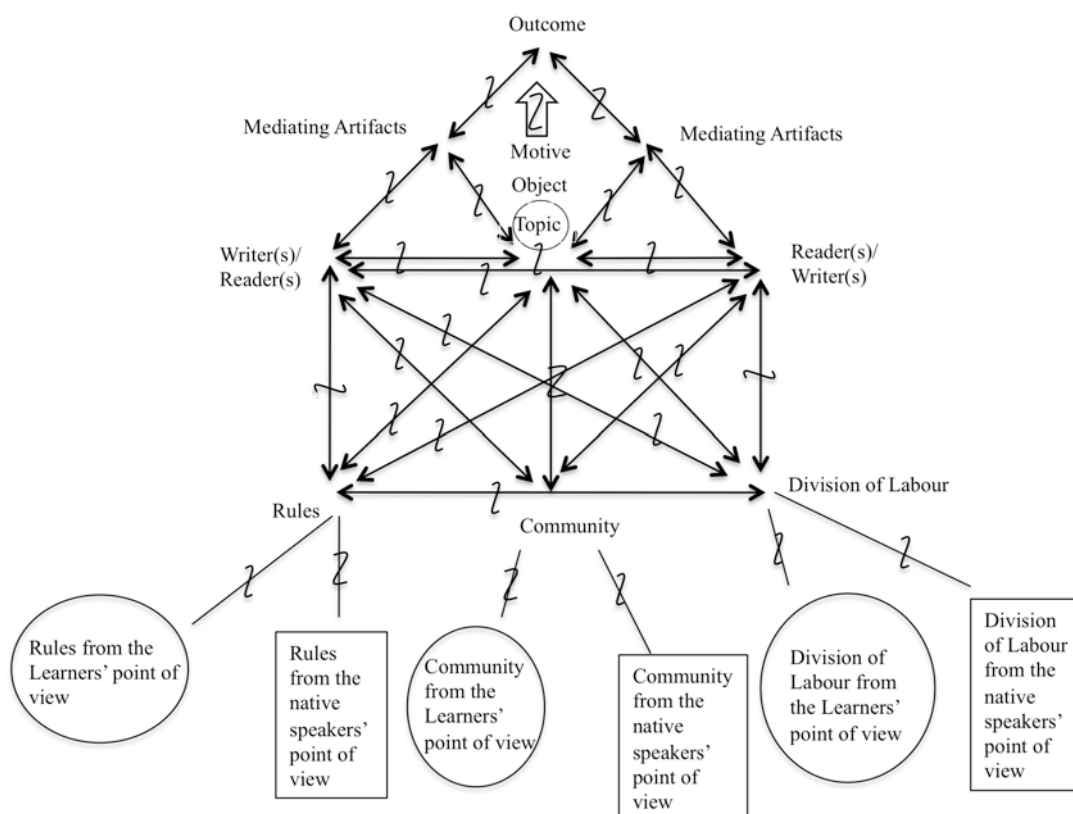 Outcome
Mediating Artifacts
Mediating Artifacts
Motive
Object
Topic
Writer(s)/
Reader(s)
Reader(s)/
Writer(s)
Rules
Community
Division of Labour
Rules from the
Learners' point of
view
Rules
from the
native
speakers'
point of
view
Community
from the
Learners'
point of view
Community
from the
native
speakers'
point of
view
Division of
Labour from
the Learners'
point of view
Division
of Labour
from the
native
speakers'
point of
view